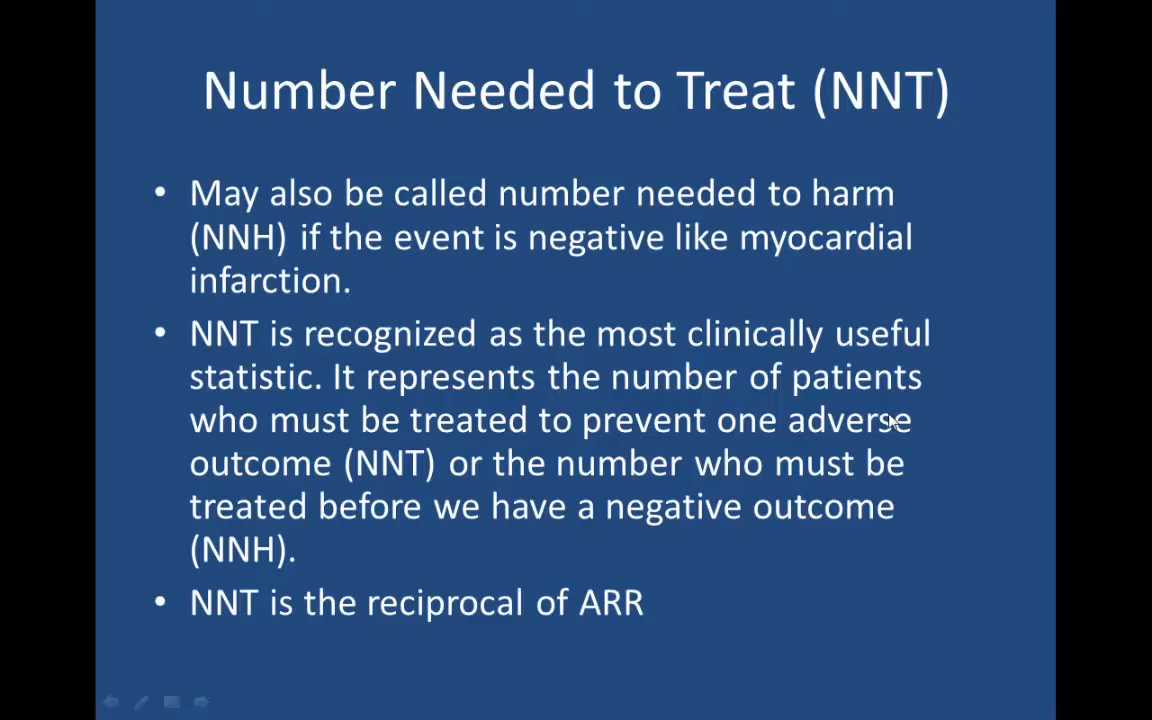 Number Needed to Treat (NNT)
• May also be called number needed to harm
(NNH) if the event is negative like myocardial
infarction.
• NNT is recognized as the most clinically useful
statistic. It represents the number of patients
who must be treated to prevent one adverse
outcome (NNT) or the number who must be
treated before we have a negative outcome
(NNH).
• NNT is the reciprocal of ARR